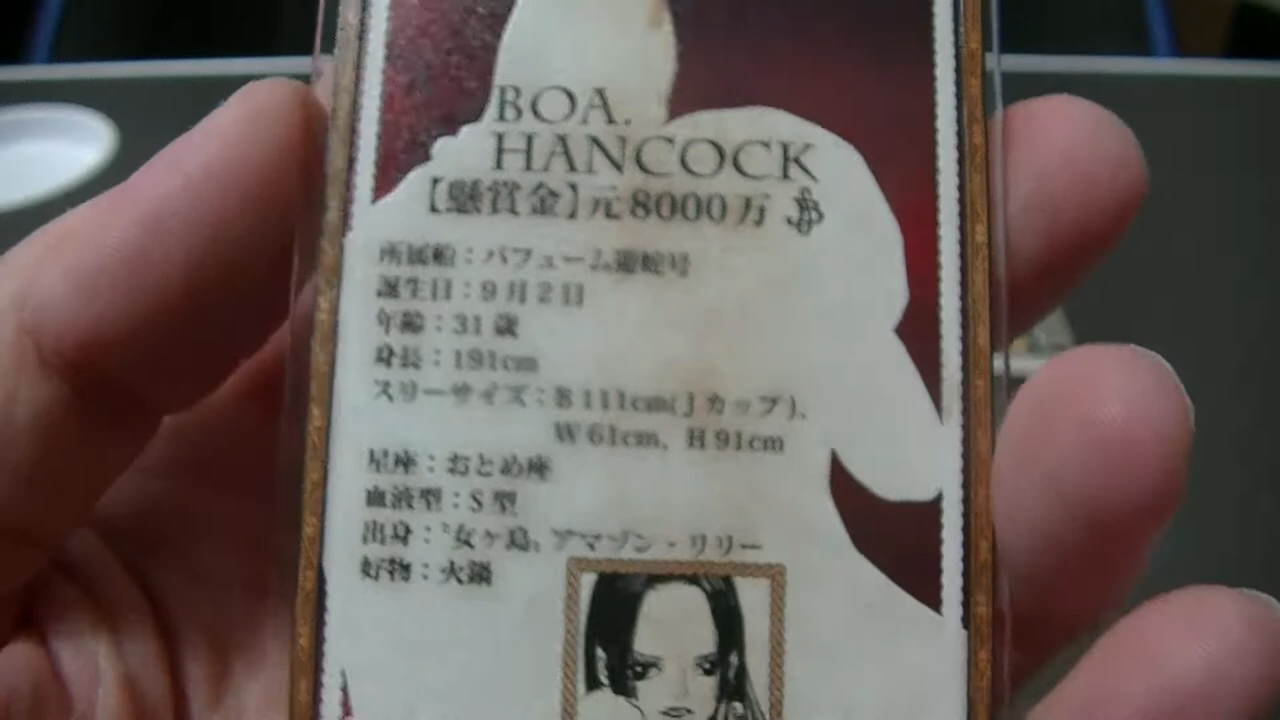 BOA.
HANCOCK
【懸賞金】元8000万
所属船：パフューム遊蛇号
誕生日：9月2日
年齢：31歳
身長：191cm
スリーサイズ：B111cm(Jカップ)、
W61cm, H91cm
星座：おとめ座
血液型：S型
出身：〝女ヶ島〟アマゾン・リリー
好物：火鍋